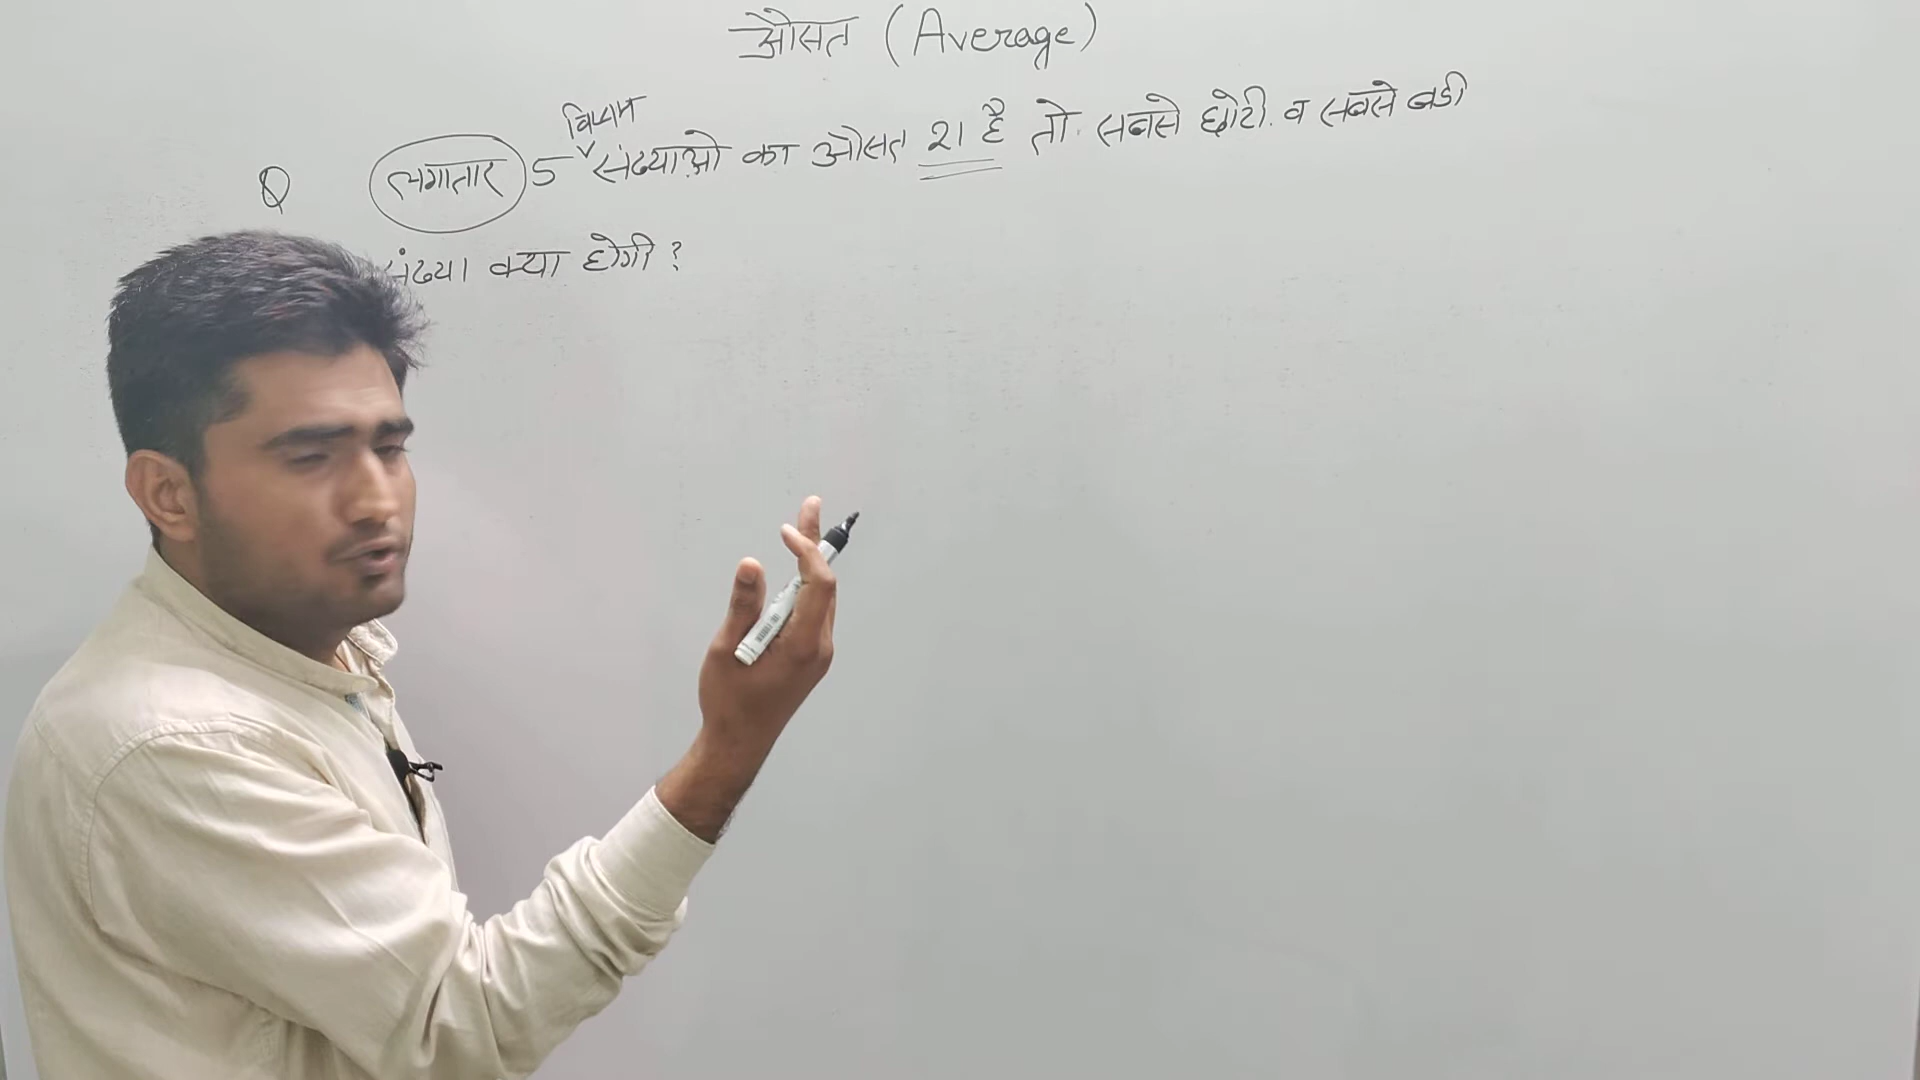 औसत (Average)
Q लगातार 5 विषम संख्याओ का औसत 21 है तो सबसे छोटी व सबसे बडी
संख्या क्या होगी ?